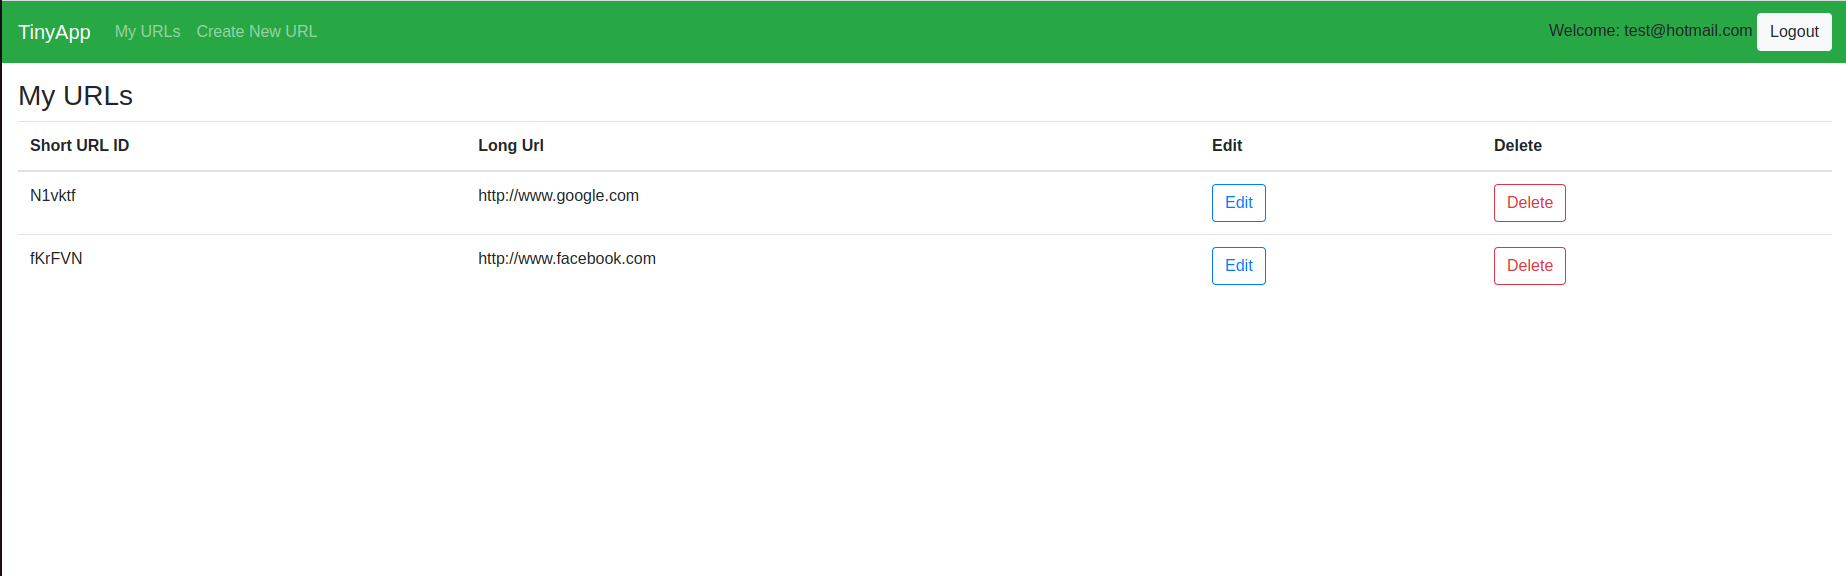 TinyApp My URLs Create New URL Welcome: test@hotmail.com Logout
My URLs
Short URL ID Long Url Edit Delete
N1vktf http://www.google.com Edit Delete
fKrFVN http://www.facebook.com Edit Delete